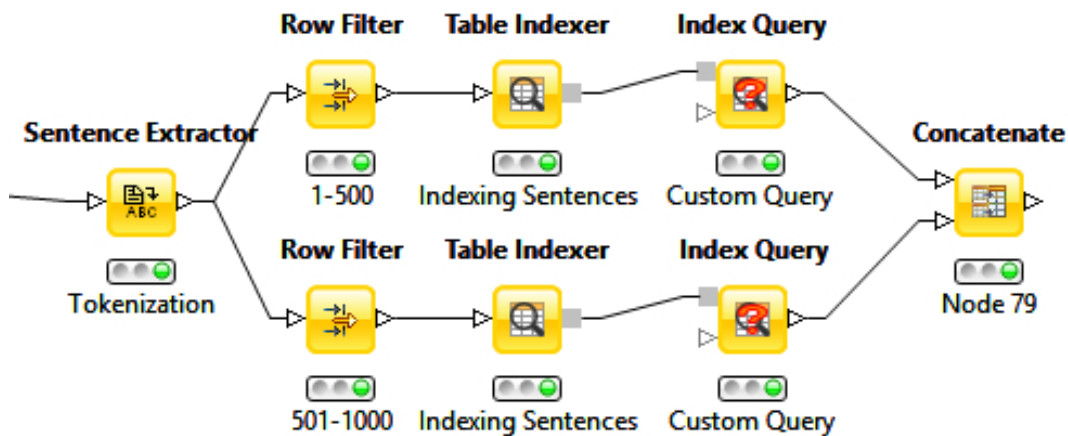 Row Filter Table Indexer Index Query
Sentence Extractor Concatenate
ABC
1-500 Indexing Sentences Custom Query
Row Filter Table Indexer Index Query
Tokenization Node 79
501-1000 Indexing Sentences Custom Query